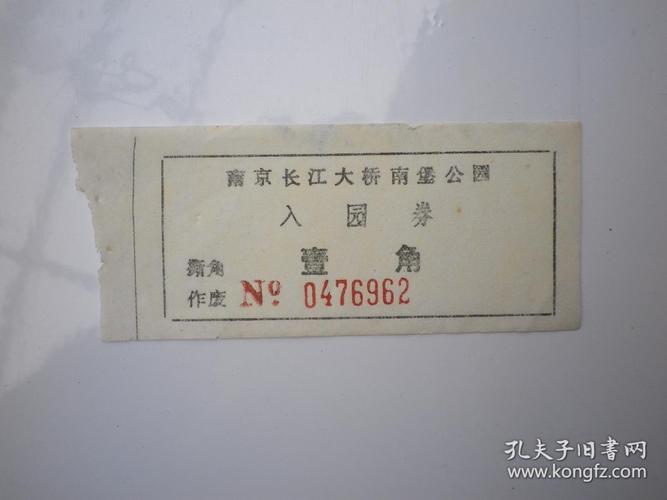 南京长江大桥南堡公园
入园券
壹角
撕角
作废 № 0476962
孔夫子旧书网
www.kongfz.com